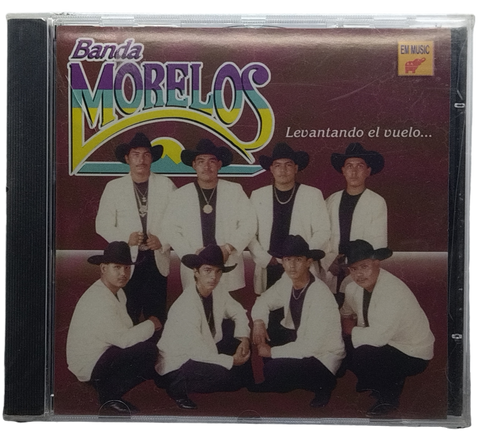 Banda
MORELOS
EM MUSIC
Levantando el vuelo...